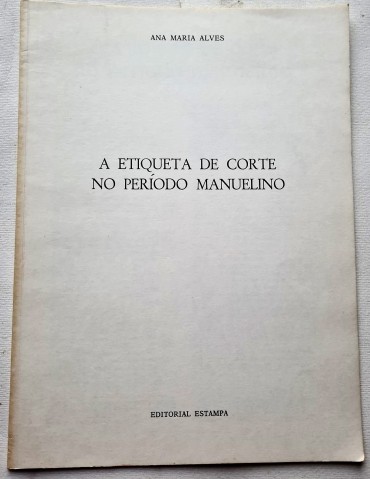 ANA MARIA ALVES
A ETIQUETA DE CORTE
NO PERÍODO MANUELINO
EDITORIAL ESTAMPA